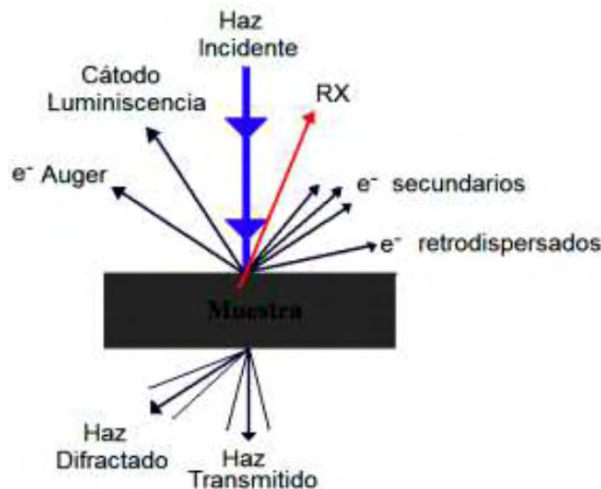 Haz
Incidente
Cátodo
Luminiscencia
RX
e- Auger
e- secundarios
e- retrodispersados
Muestra
Haz
Difractado
Haz
Transmitido